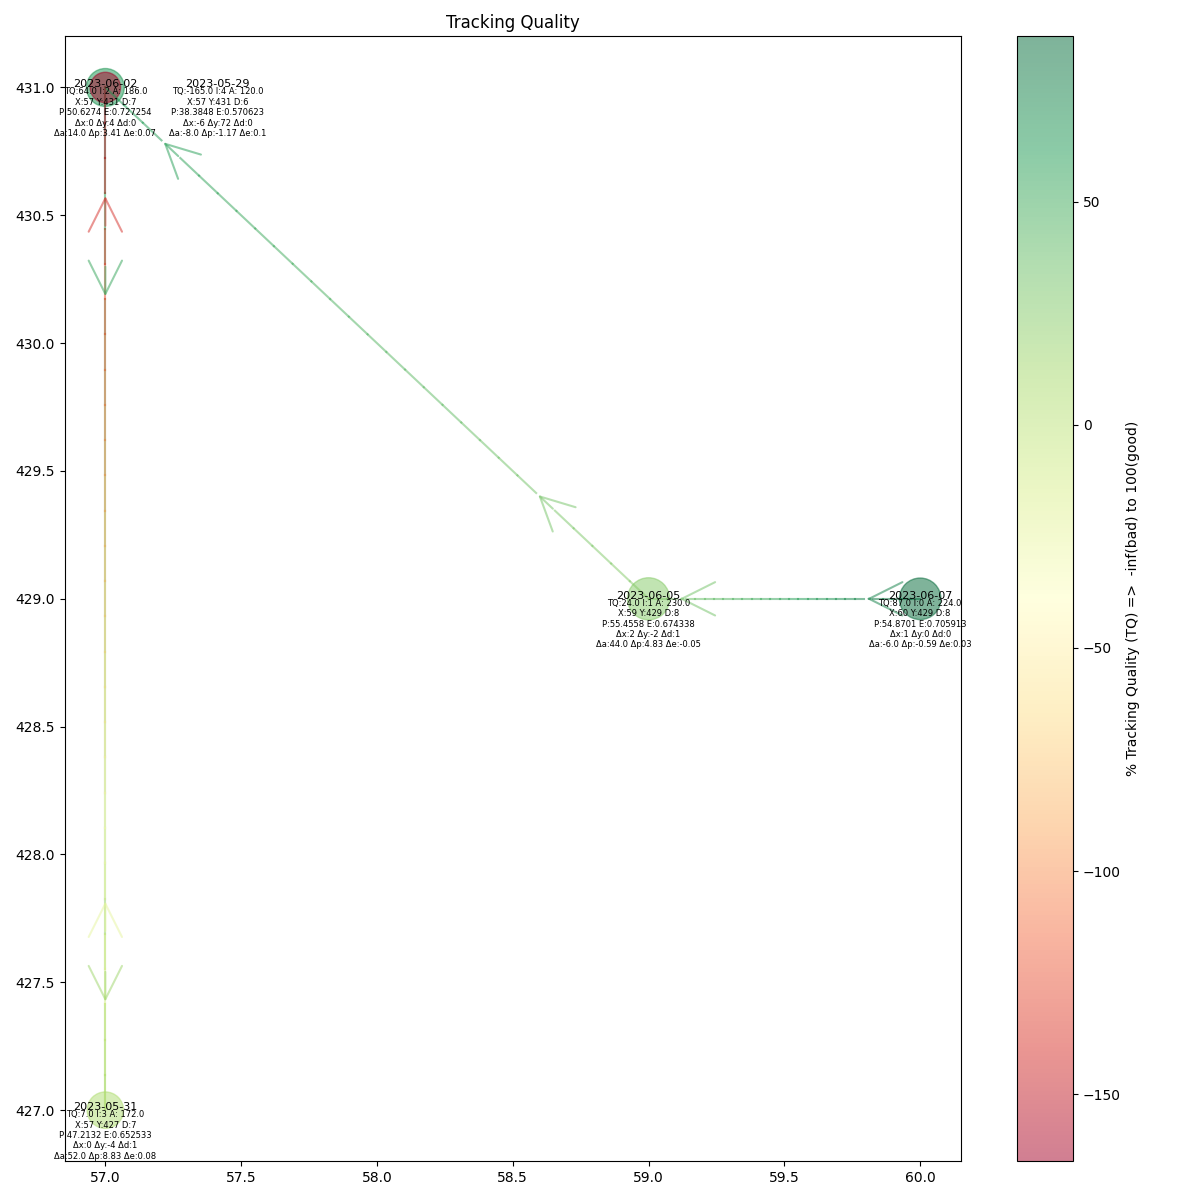 Tracking Quality
431.0
430.5
430.0
429.5
429.0
428.5
428.0
427.5
427.0
2023-06-02
TQ:64.0 I:2 A: 186.0
X:57 Y:431 D:7
P:50.6274 E:0.727254
Δx:0 Δy:4 Δd:0
Δa:14.0 Δp:3.41 Δe:0.07
2023-05-29
TQ:-165.0 I:4 A: 120.0
X:57 Y:431 D:6
P:38.3848 E:0.570623
Δx:-6 Δy:72 Δd:0
Δa:-8.0 Δp:-1.17 Δe:0.1
2023-06-05
TQ:24.0 I:1 A: 230.0
X:59 Y:429 D:8
P:55.4558 E:0.674338
Δx:2 Δy:-2 Δd:1
Δa:44.0 Δp:4.83 Δe:-0.05
2023-06-07
TQ:87.0 I:0 A: 224.0
X:60 Y:429 D:8
P:54.8701 E:0.705913
Δx:1 Δy:0 Δd:0
Δa:-6.0 Δp:-0.59 Δe:0.03
2023-05-31
TQ:7.0 I:3 A: 172.0
X:57 Y:427 D:7
P:47.2132 E:0.652533
Δx:0 Δy:-4 Δd:1
Δa:52.0 Δp:8.83 Δe:0.08
57.0 57.5 58.0 58.5 59.0 59.5 60.0
50
0
−50
−100
−150
% Tracking Quality (TQ) => -inf(bad) to 100(good)